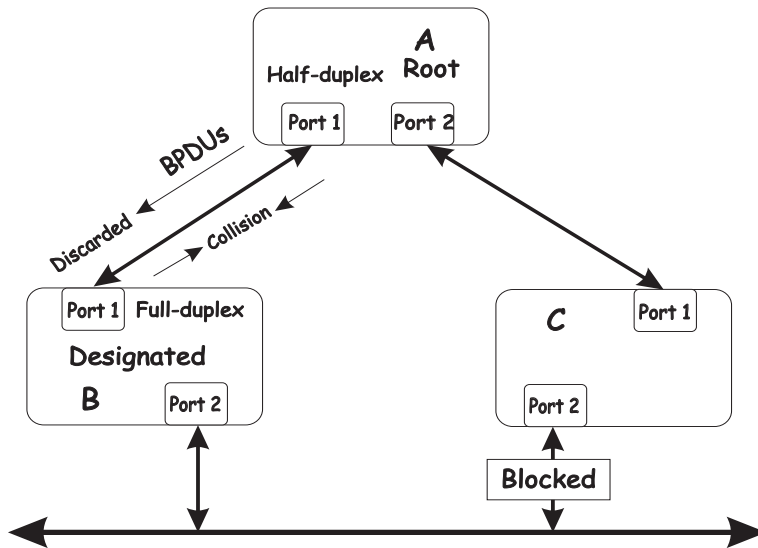 A
Root
Half-duplex
Port 1
Port 2
BPDUs
Discarded
Collision
Port 1
Full-duplex
Designated
B
Port 2
C
Port 1
Port 2
Blocked